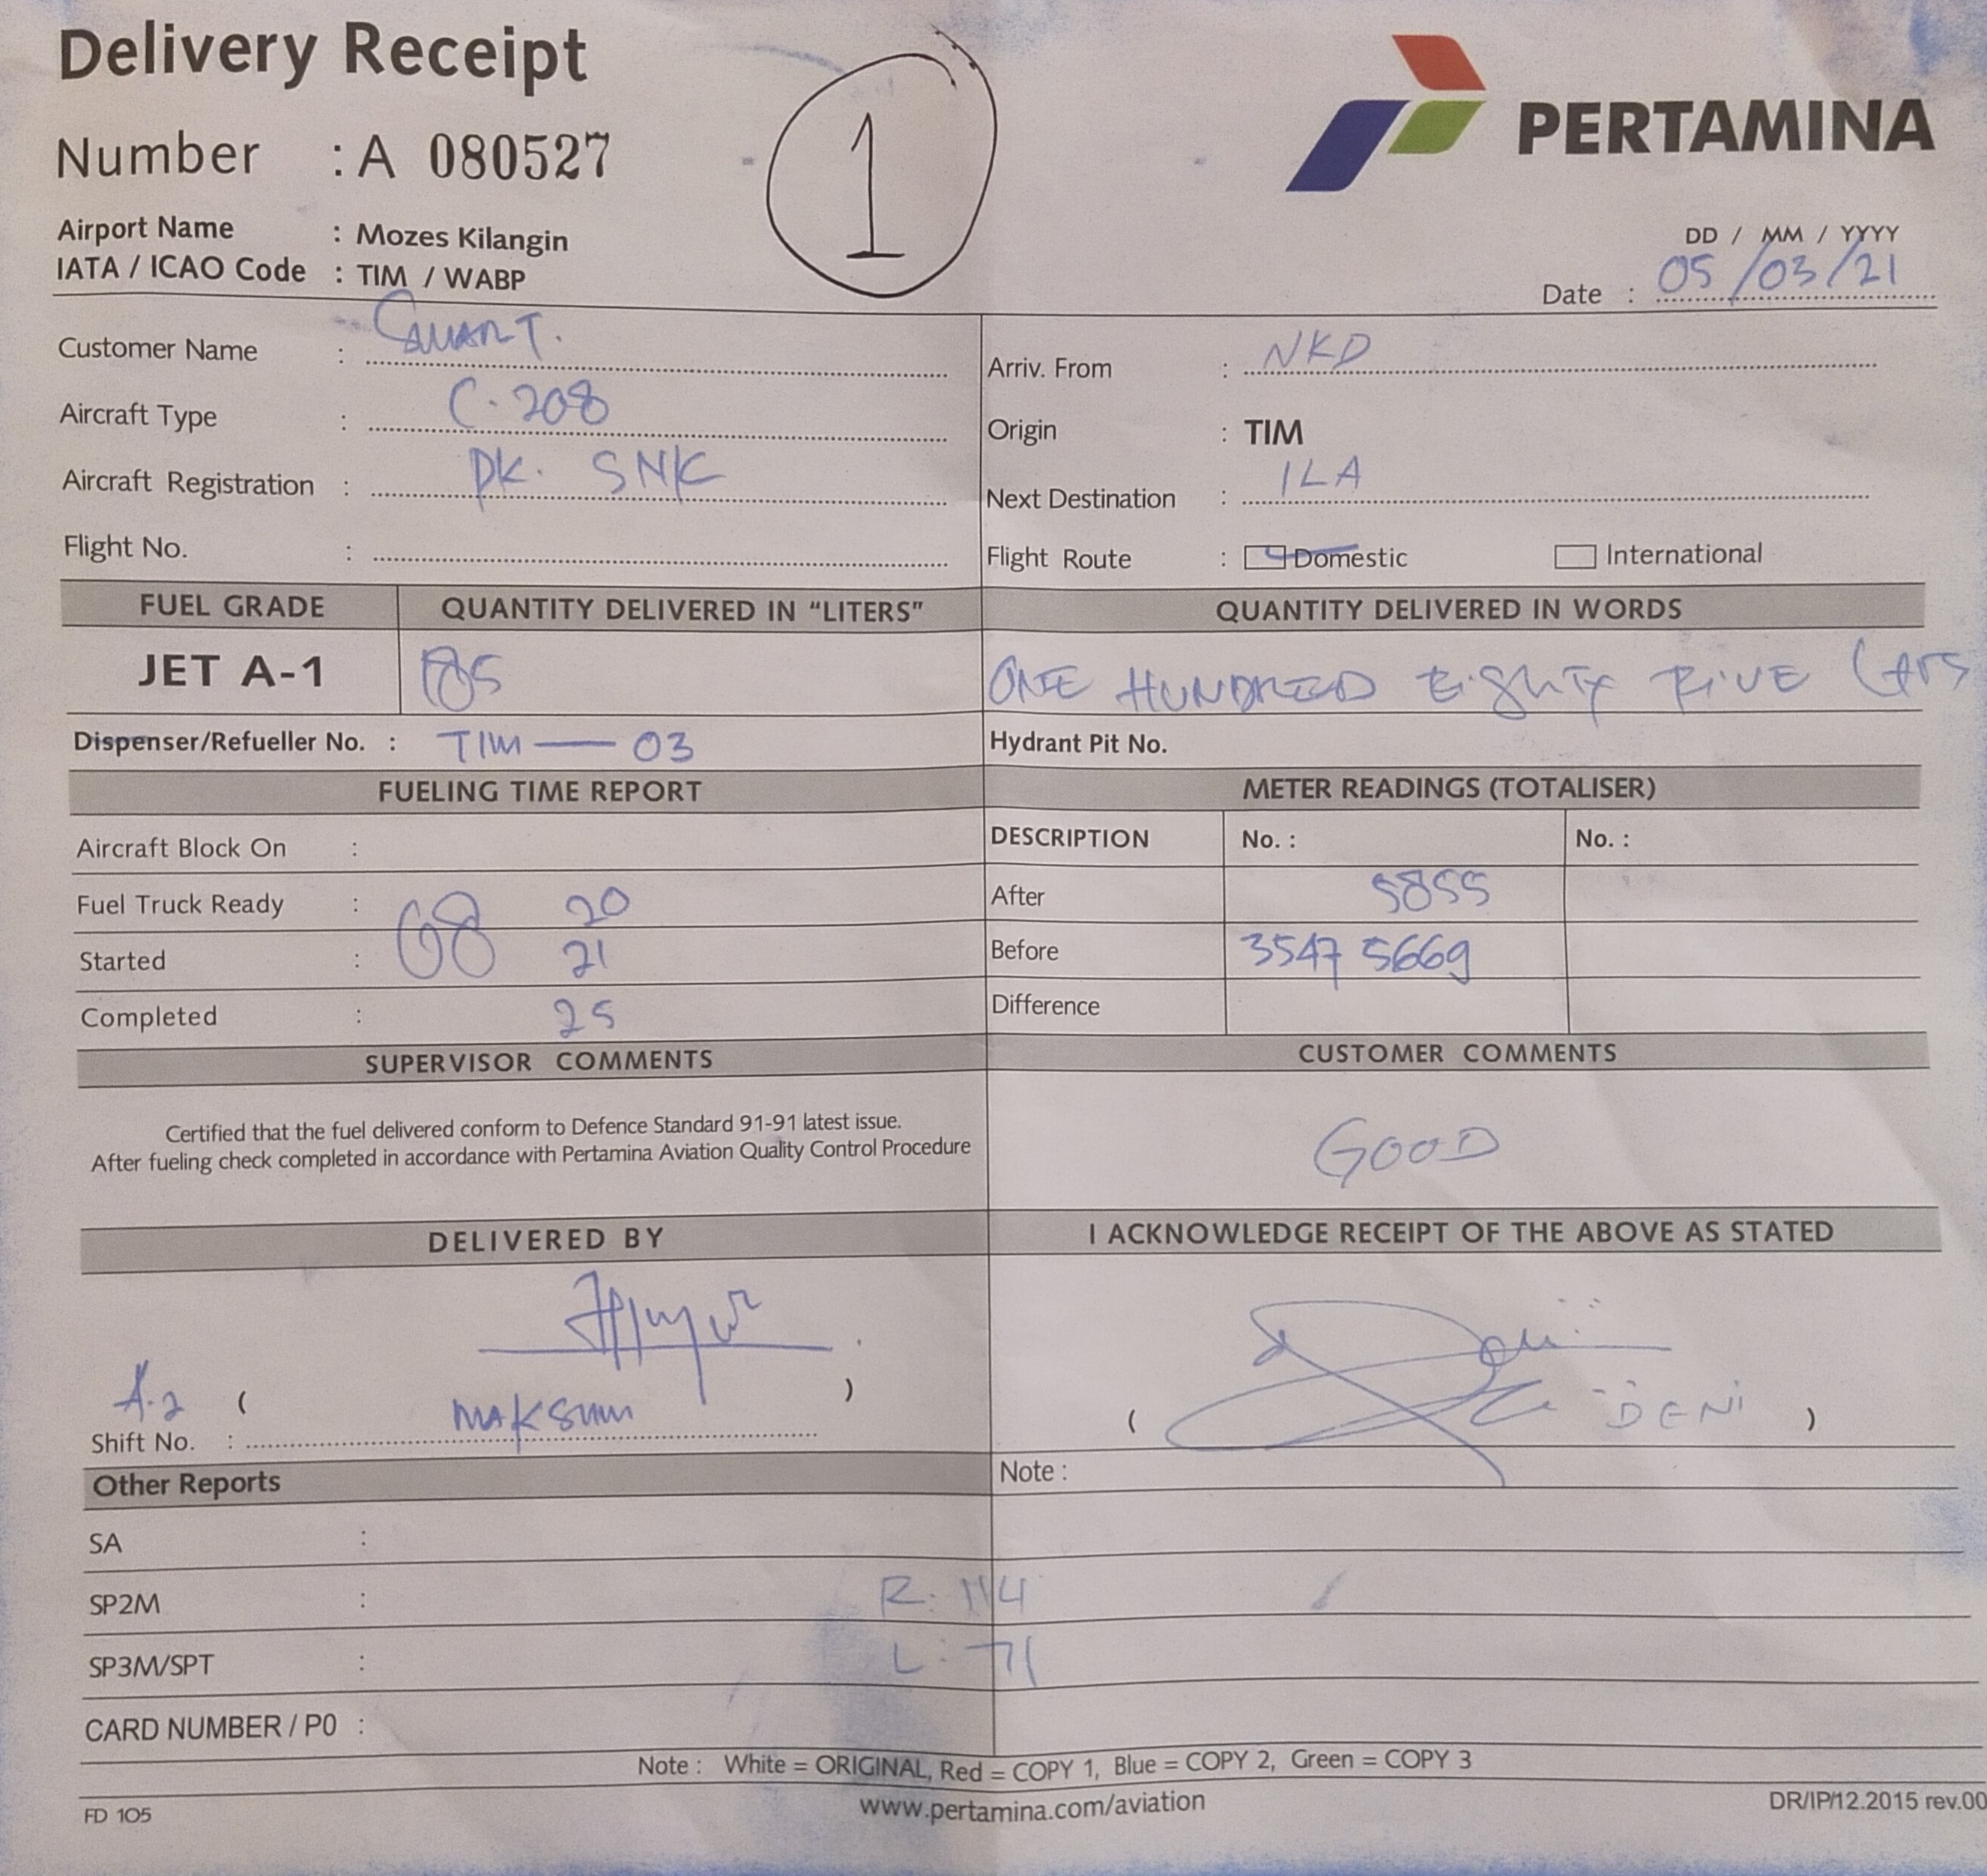 Delivery Receipt
1
PERTAMINA
Number : A 080527
Airport Name : Mozes Kilangin
IATA / ICAO Code : TIM / WABP
DD / MM / YYYY
Date : 05/03/21
Customer Name : SMART.
Aircraft Type : C.208
Aircraft Registration : PK. SNK
Flight No. :
Arriv. From : NKD
Origin : TIM
Next Destination : ILA
Flight Route : Domestic International
FUEL GRADE QUANTITY DELIVERED IN “LITERS” QUANTITY DELIVERED IN WORDS
JET A-1 185 ONE HUNDRED EigHTY FIVE Ltrs
Dispenser/Refueller No. : TIM — 03 Hydrant Pit No.
FUELING TIME REPORT METER READINGS (TOTALISER)
Aircraft Block On : DESCRIPTION No. : No. :
Fuel Truck Ready : 08 20 After 5855
Started : 21 Before 3547 5669
Completed : 25 Difference
SUPERVISOR COMMENTS CUSTOMER COMMENTS
Certified that the fuel delivered conform to Defence Standard 91-91 latest issue.
After fueling check completed in accordance with Pertamina Aviation Quality Control Procedure
GOOD
DELIVERED BY I ACKNOWLEDGE RECEIPT OF THE ABOVE AS STATED
A.2 ( MAKSUM ) ( DENI )
Shift No. :
Other Reports Note :
SA :
SP2M : R: 114
SP3M/SPT : L: 71
CARD NUMBER / P0 :
Note : White = ORIGINAL, Red = COPY 1, Blue = COPY 2, Green = COPY 3
FD 105 www.pertamina.com/aviation DR/IP/12.2015 rev.00